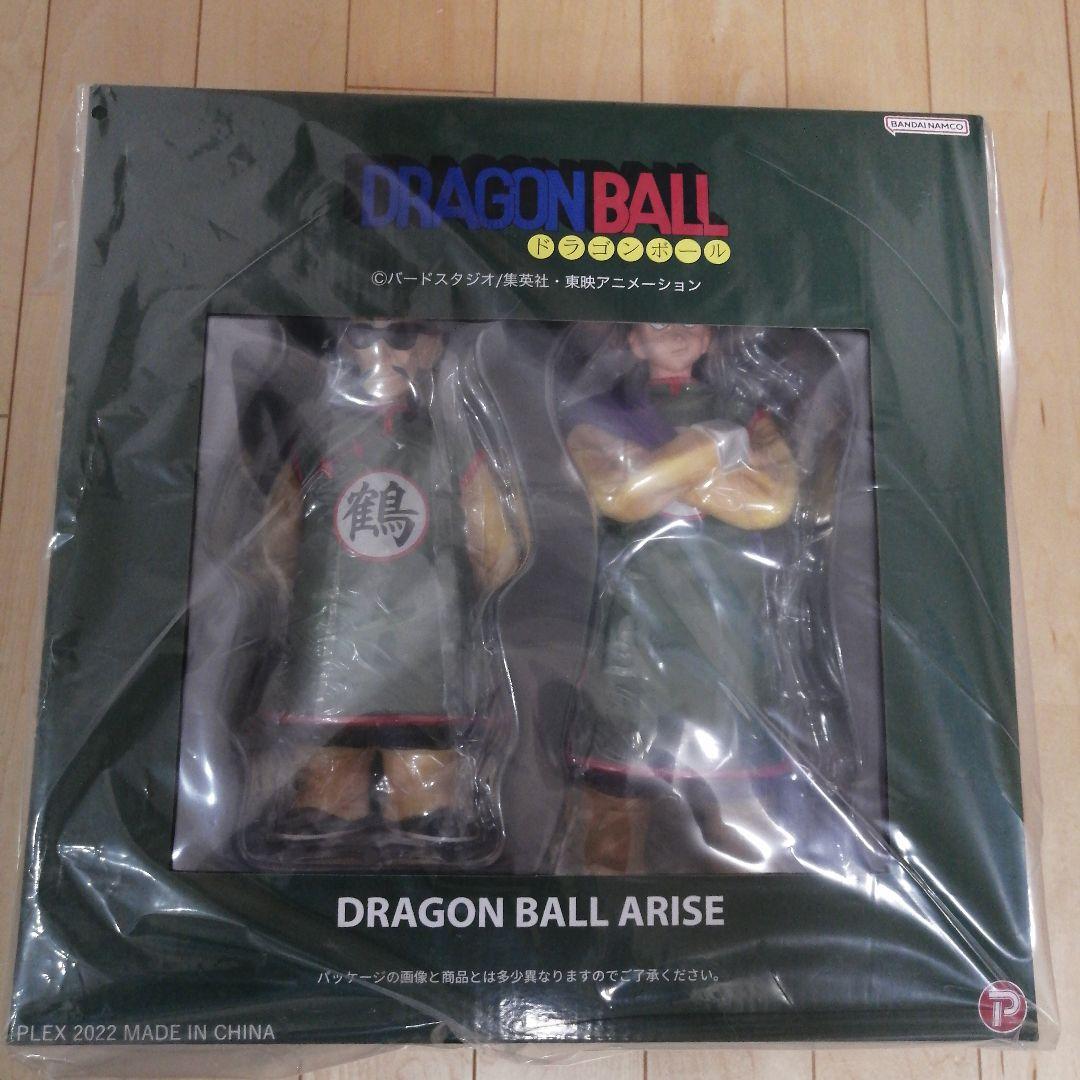 BANDAI NAMCO
DRAGON BALL
ドラゴンボール
©バードスタジオ/集英社・東映アニメーション
鶴
DRAGON BALL ARISE
パッケージの画像と商品とは多少異なりますのでご了承ください。
PLEX 2022 MADE IN CHINA
P